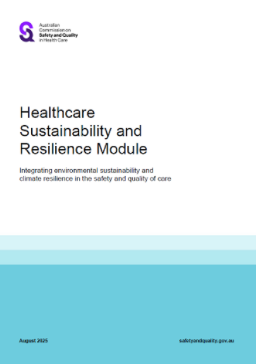 Australian
Commission on
Safety and Quality
in Health Care
Healthcare
Sustainability and
Resilience Module
Integrating environmental sustainability and
climate resilience in the safety and quality of care
August 2025
safetyandquality.gov.au